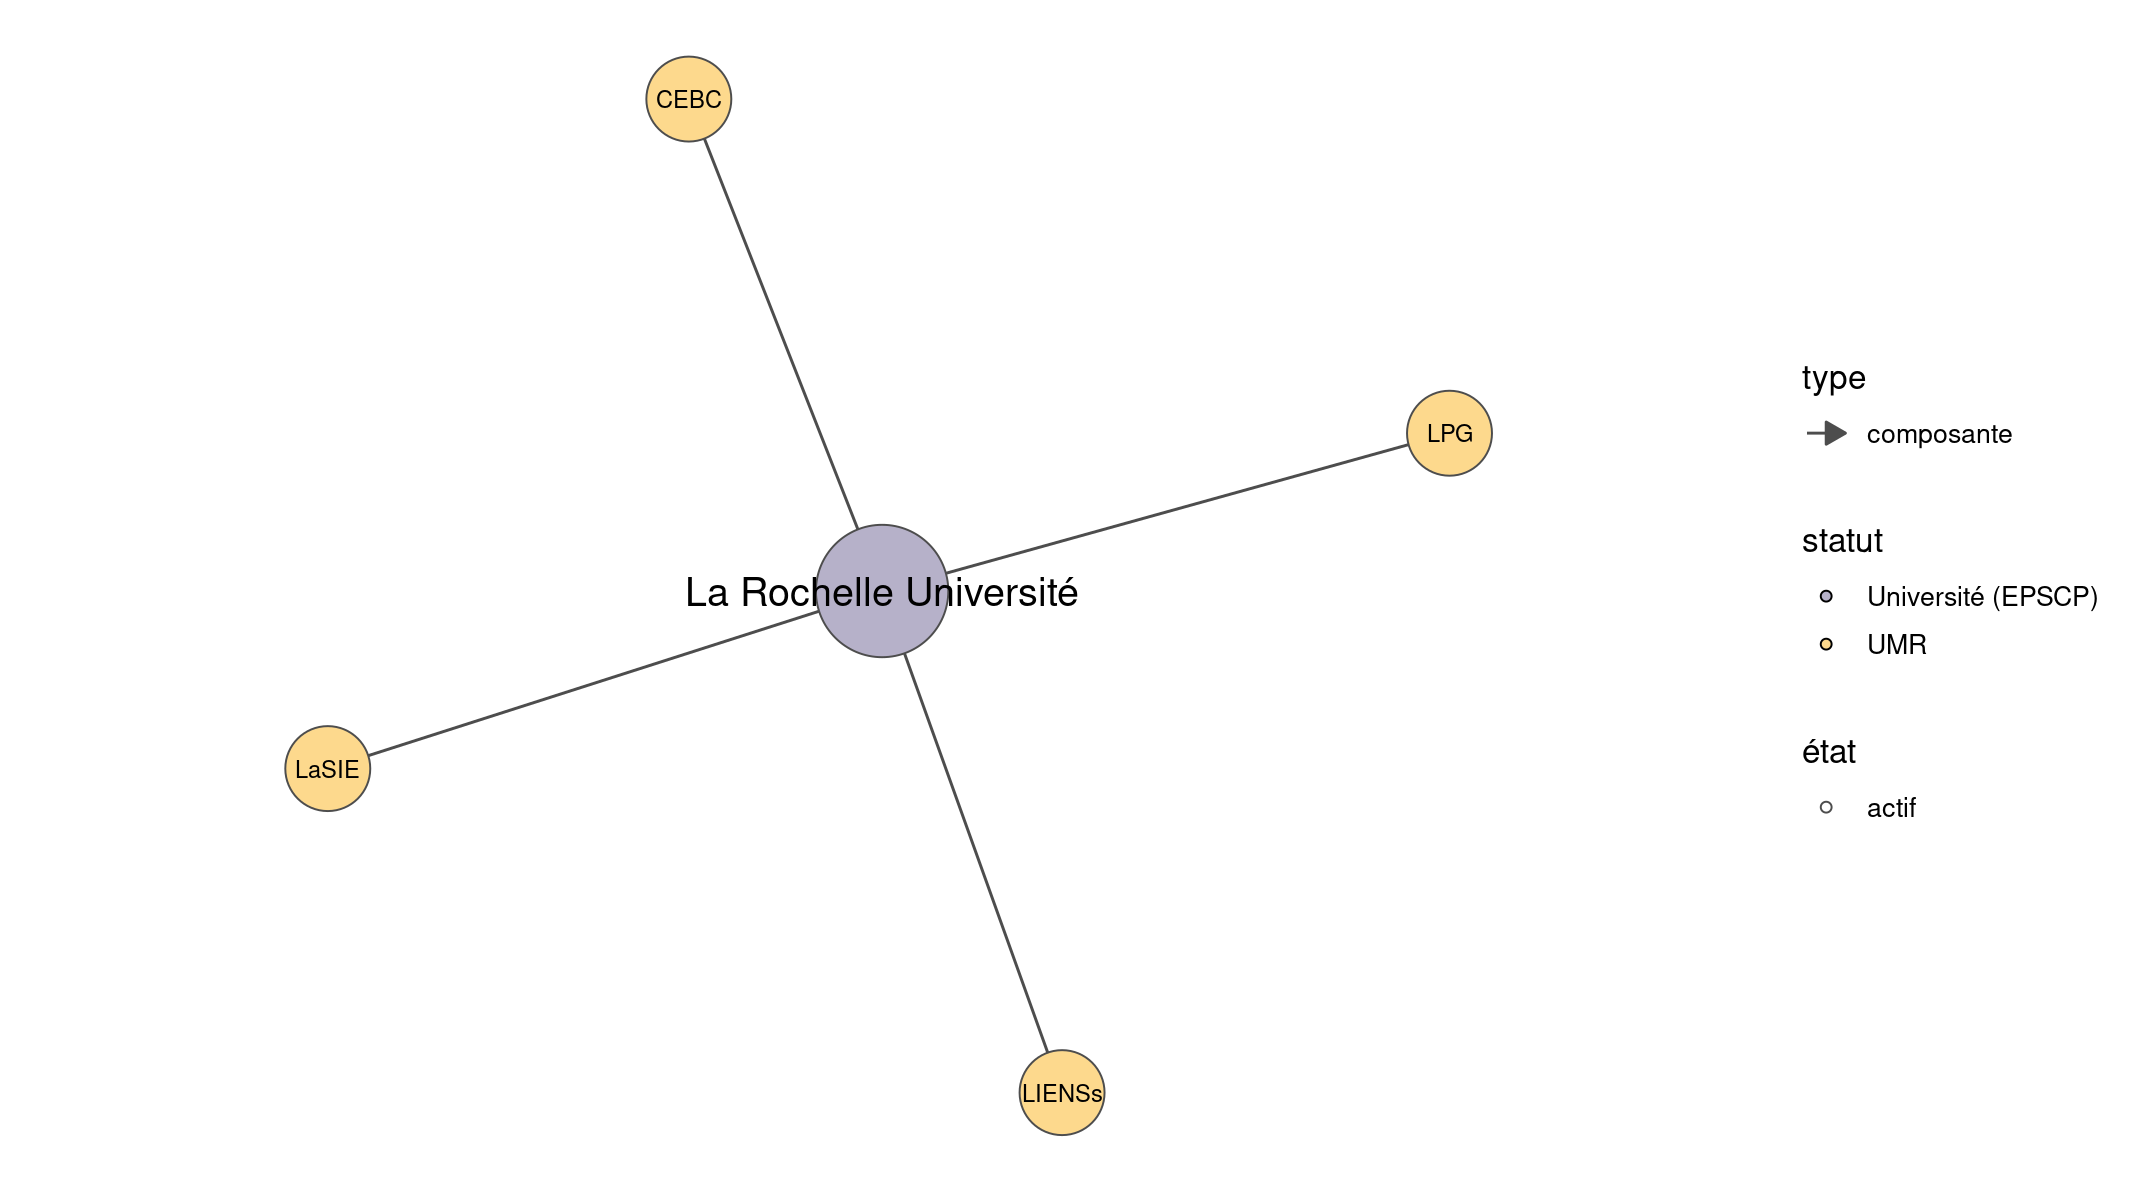 CEBC
LPG
La Rochelle Université
LaSIE
LIENSs
type
composante
statut
Université (EPSCP)
UMR
état
actif